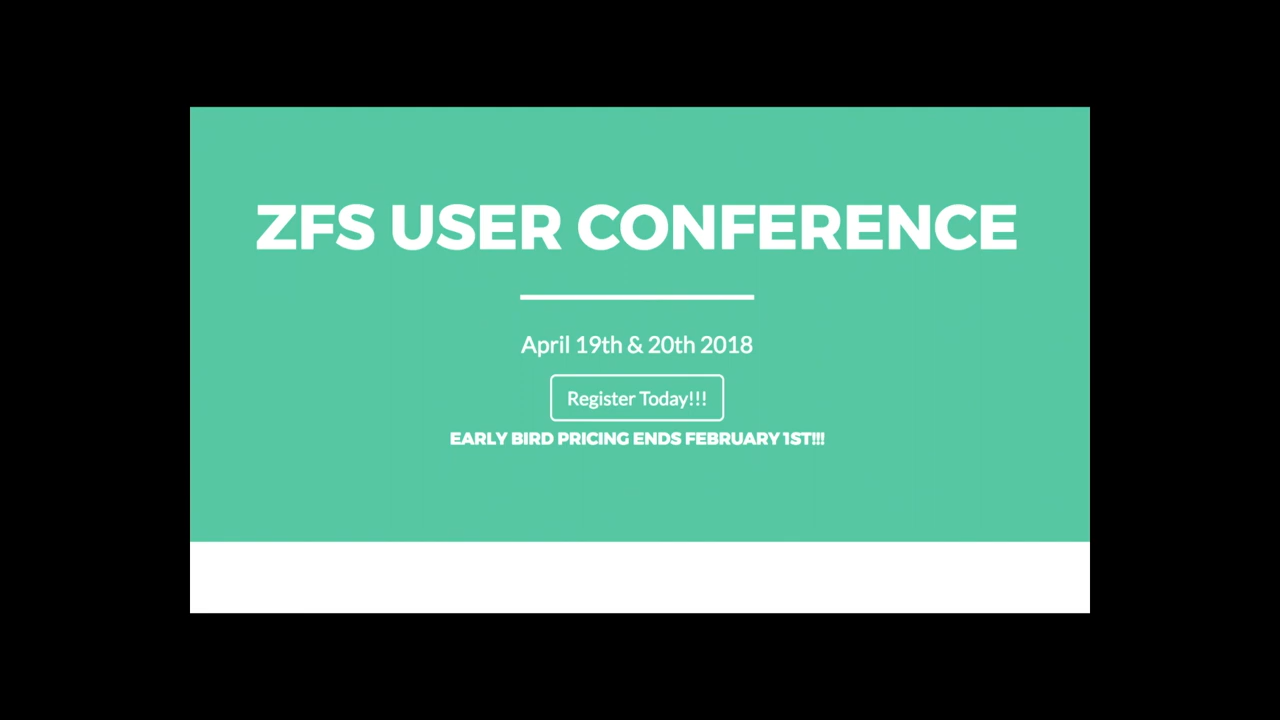 ZFS USER CONFERENCE
April 19th & 20th 2018
Register Today!!!
EARLY BIRD PRICING ENDS FEBRUARY 1ST!!!